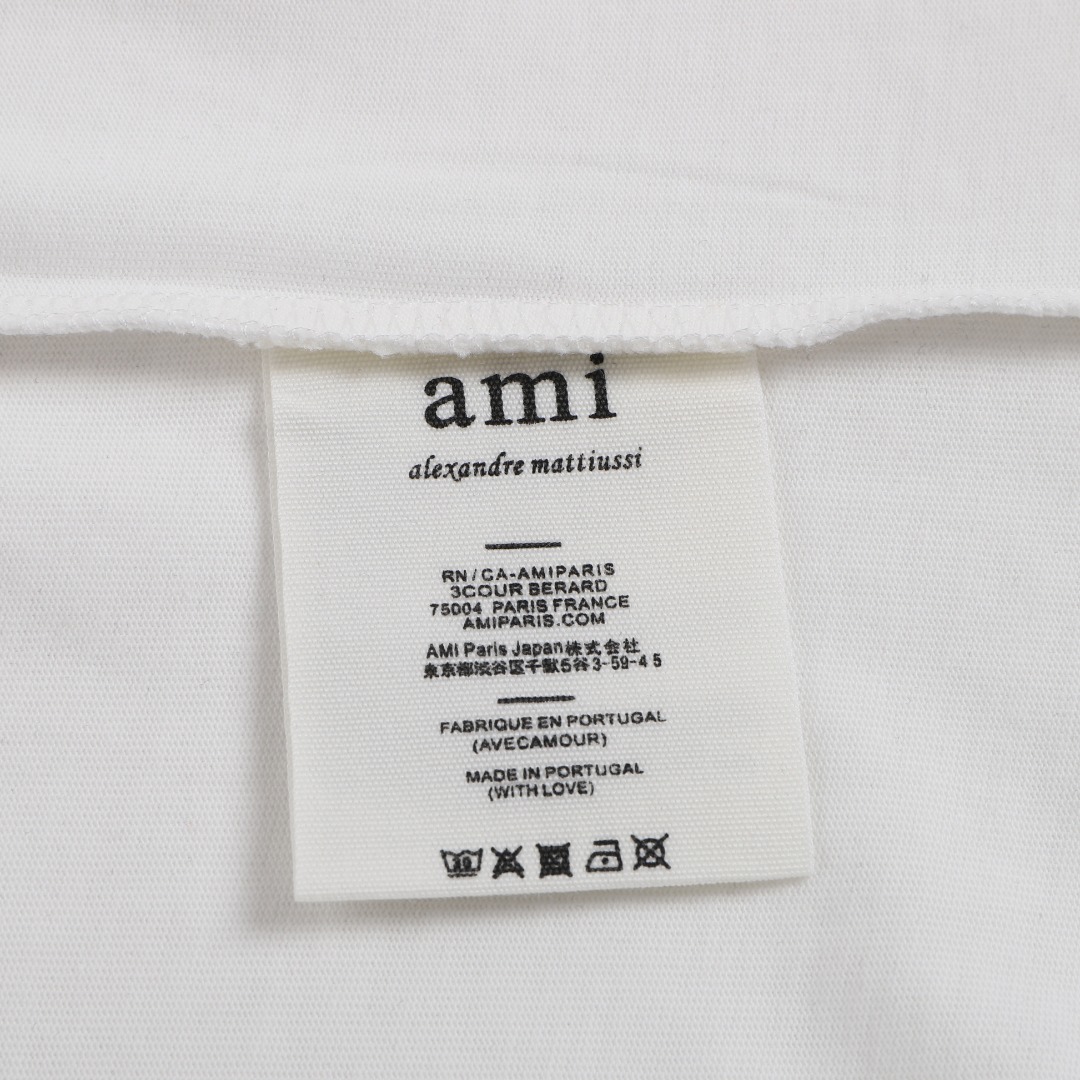 ami
alexandre mattiussi
RN/CA-AMIPARIS
3COUR BERARD
75004 PARIS FRANCE
AMIPARIS.COM
AMI Paris Japan株式会社
東京都渋谷区千駄5谷3-59-4 5
FABRIQUE EN PORTUGAL
(AVECAMOUR)
MADE IN PORTUGAL
(WITH LOVE)
30